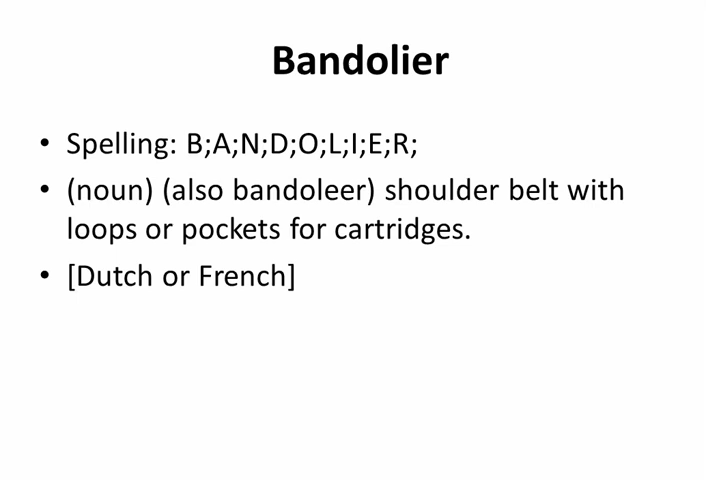 Bandolier
• Spelling: B;A;N;D;O;L;I;E;R;
• (noun) (also bandoleer) shoulder belt with
loops or pockets for cartridges.
• [Dutch or French]